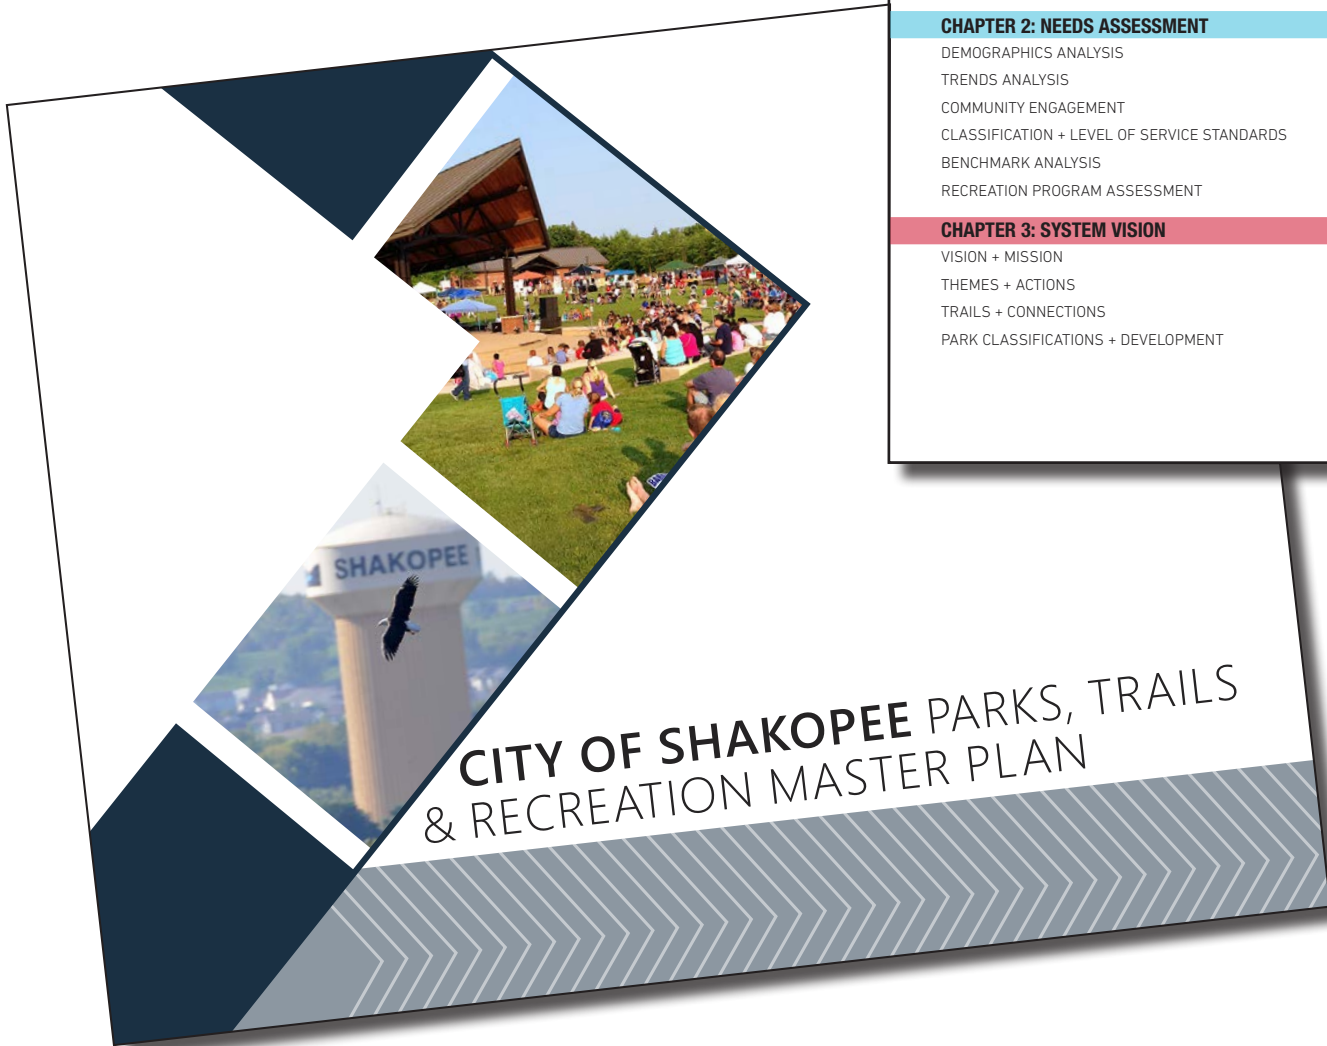 CHAPTER 2: NEEDS ASSESSMENT
DEMOGRAPHICS ANALYSIS
TRENDS ANALYSIS
COMMUNITY ENGAGEMENT
CLASSIFICATION + LEVEL OF SERVICE STANDARDS
BENCHMARK ANALYSIS
RECREATION PROGRAM ASSESSMENT
CHAPTER 3: SYSTEM VISION
VISION + MISSION
THEMES + ACTIONS
TRAILS + CONNECTIONS
PARK CLASSIFICATIONS + DEVELOPMENT
SHAKOPEE
CITY OF SHAKOPEE PARKS, TRAILS
& RECREATION MASTER PLAN